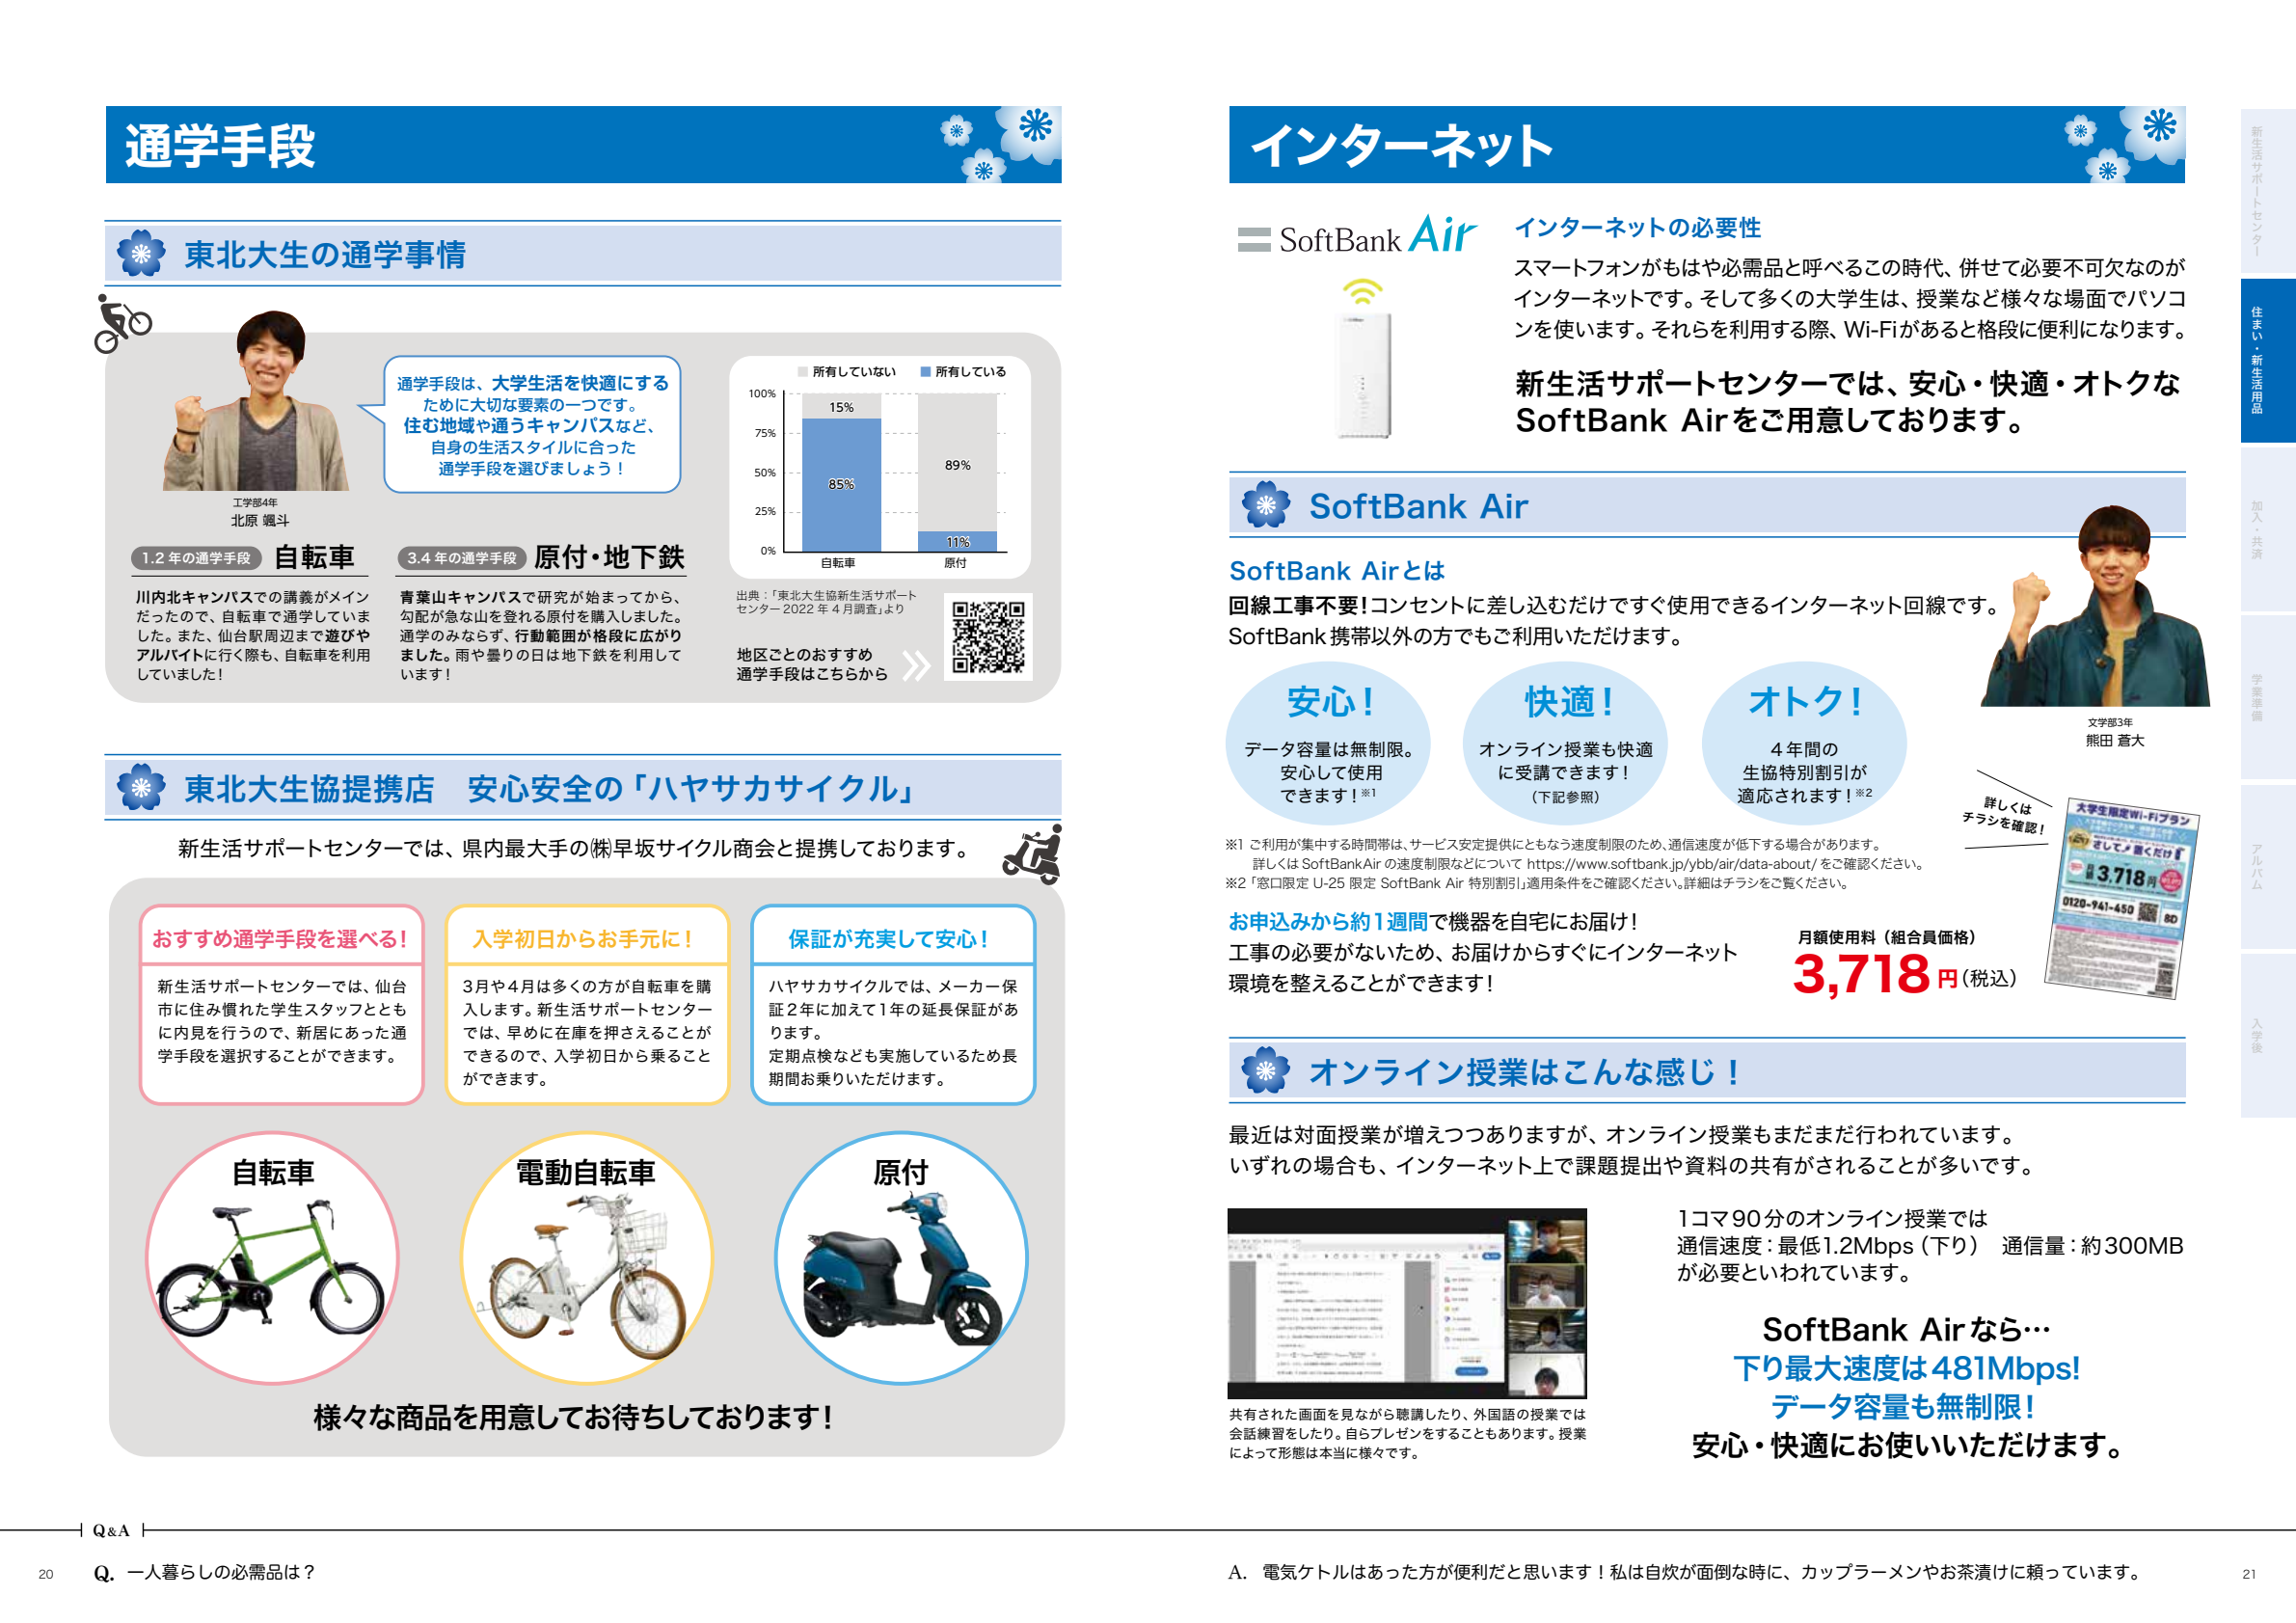 通学手段
東北大生の通学事情
工学部4年
北原 颯斗
通学手段は、大学生活を快適にする
ために大切な要素の一つです。
住む地域や通うキャンパスなど、
自身の生活スタイルに合った
通学手段を選びましょう！
1.2 年の通学手段 自転車
川内北キャンパスでの講義がメイン
だったので、自転車で通学していま
した。また、仙台駅周辺まで遊びや
アルバイトに行く際も、自転車を利用
していました！
3.4 年の通学手段 原付・地下鉄
青葉山キャンパスで研究が始まってから、
勾配が急な山を登れる原付を購入しました。
通学のみならず、行動範囲が格段に広がり
ました。雨や曇りの日は地下鉄を利用して
います！
所有していない 所有している
100%
75%
50%
25%
0%
15%
85%
89%
11%
自転車 原付
出典：「東北大生協新生活サポート
センター 2022 年 4 月調査」より
地区ごとのおすすめ
通学手段はこちらから
東北大生協提携店　安心安全の「ハヤサカサイクル」
新生活サポートセンターでは、県内最大手の㈱早坂サイクル商会と提携しております。
おすすめ通学手段を選べる！
新生活サポートセンターでは、仙台
市に住み慣れた学生スタッフととも
に内見を行うので、新居にあった通
学手段を選択することができます。
入学初日からお手元に！
3月や4月は多くの方が自転車を購
入します。新生活サポートセンター
では、早めに在庫を押さえることが
できるので、入学初日から乗ること
ができます。
保証が充実して安心！
ハヤサカサイクルでは、メーカー保
証2年に加えて1年の延長保証があ
ります。
定期点検なども実施しているため長
期間お乗りいただけます。
自転車
電動自転車
原付
様々な商品を用意してお待ちしております！
インターネット
SoftBank Air
インターネットの必要性
スマートフォンがもはや必需品と呼べるこの時代、併せて必要不可欠なのが
インターネットです。そして多くの大学生は、授業など様々な場面でパソコ
ンを使います。それらを利用する際、Wi-Fiがあると格段に便利になります。
新生活サポートセンターでは、安心・快適・オトクな
SoftBank Airをご用意しております。
SoftBank Air
SoftBank Airとは
回線工事不要！コンセントに差し込むだけですぐ使用できるインターネット回線です。
SoftBank 携帯以外の方でもご利用いただけます。
文学部3年
熊田 蒼大
安心！
データ容量は無制限。
安心して使用
できます！※1
快適！
オンライン授業も快適
に受講できます！
（下記参照）
オトク！
4年間の
生協特別割引が
適応されます！※2
※1 ご利用が集中する時間帯は、サービス安定提供にともなう速度制限のため、通信速度が低下する場合があります。
詳しくは SoftBankAir の速度制限などについて https://www.softbank.jp/ybb/air/data-about/ をご確認ください。
※2「窓口限定 U-25 限定 SoftBank Air 特別割引」適用条件をご確認ください。詳細はチラシをご覧ください。
詳しくは
チラシを確認！
大学生限定Wi-Fiプラン
さして 置くだけ
3,718円
0120-941-450
お申込みから約1週間で機器を自宅にお届け！
工事の必要がないため、お届けからすぐにインターネット
環境を整えることができます！
月額使用料（組合員価格）
3,718 円（税込）
オンライン授業はこんな感じ！
最近は対面授業が増えつつありますが、オンライン授業もまだまだ行われています。
いずれの場合も、インターネット上で課題提出や資料の共有がされることが多いです。
共有された画面を見ながら聴講したり、外国語の授業では
会話練習をしたり。自らプレゼンをすることもあります。授業
によって形態は本当に様々です。
1コマ90分のオンライン授業では
通信速度：最低1.2Mbps（下り）　通信量：約300MB
が必要といわれています。
SoftBank Airなら…
下り最大速度は481Mbps!
データ容量も無制限！
安心・快適にお使いいただけます。
新生活サポートセンター
住まい・新生活用品
加入・共済
学業準備
アルバム
入学後
Q&A
20
Q. 一人暮らしの必需品は？
A. 電気ケトルはあった方が便利だと思います！私は自炊が面倒な時に、カップラーメンやお茶漬けに頼っています。
21